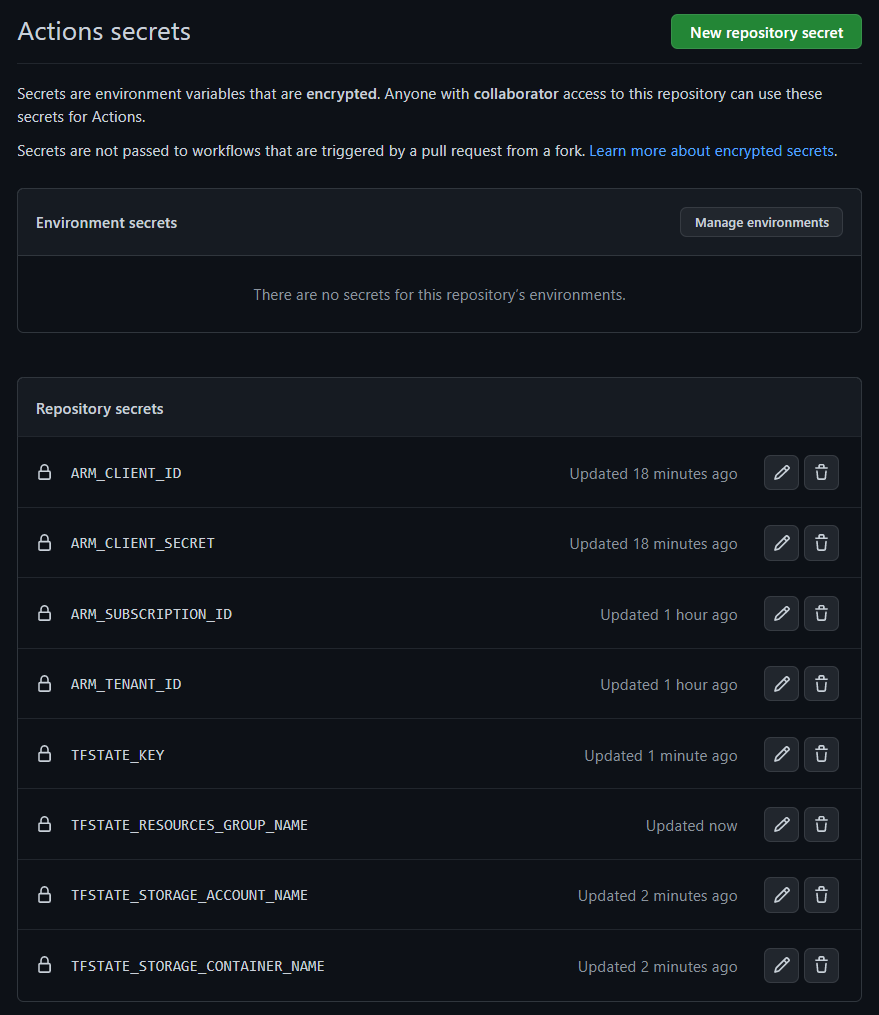 Actions secrets
New repository secret
Secrets are environment variables that are encrypted. Anyone with collaborator access to this repository can use these
secrets for Actions.
Secrets are not passed to workflows that are triggered by a pull request from a fork. Learn more about encrypted secrets.
Environment secrets
Manage environments
There are no secrets for this repository's environments.
Repository secrets
ARM_CLIENT_ID Updated 18 minutes ago
ARM_CLIENT_SECRET Updated 18 minutes ago
ARM_SUBSCRIPTION_ID Updated 1 hour ago
ARM_TENANT_ID Updated 1 hour ago
TFSTATE_KEY Updated 1 minute ago
TFSTATE_RESOURCES_GROUP_NAME Updated now
TFSTATE_STORAGE_ACCOUNT_NAME Updated 2 minutes ago
TFSTATE_STORAGE_CONTAINER_NAME Updated 2 minutes ago